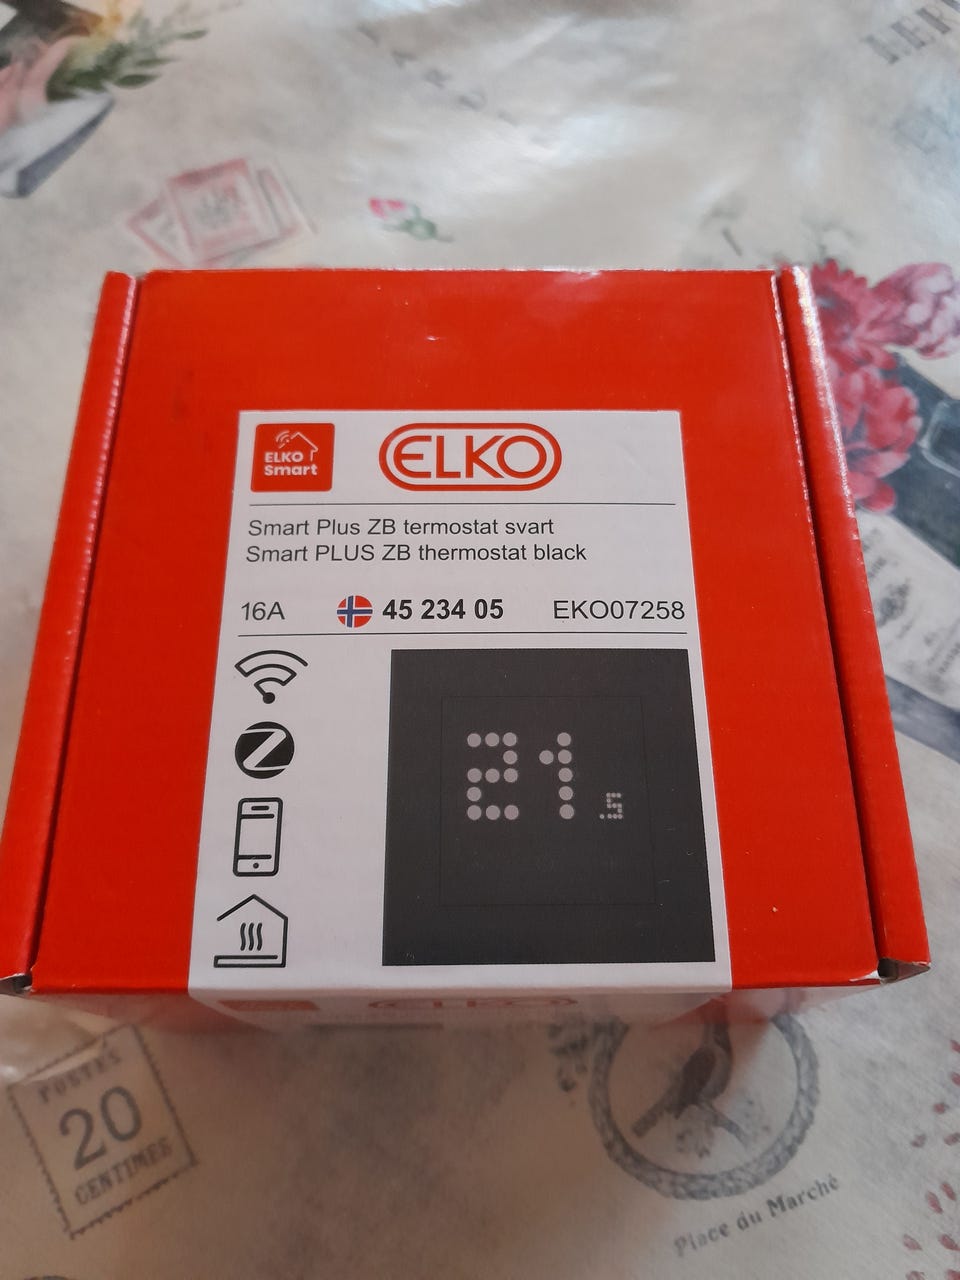 ELKO
Smart
ELKO
Smart Plus ZB termostat svart
Smart PLUS ZB thermostat black
16A
45 234 05
EKO07258
21.5
ELKO
POSTES
20
CENTIMES
Place du Marché